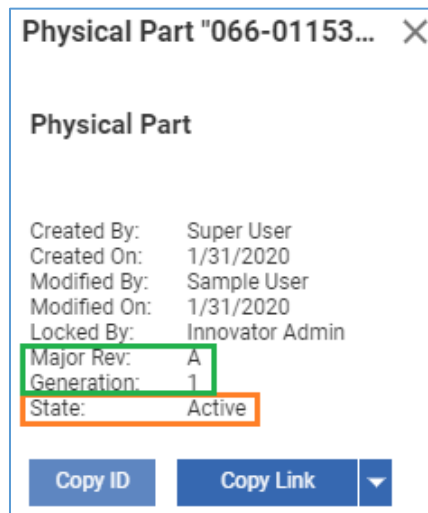 Physical Part "066-01153...
Physical Part
Created By: Super User
Created On: 1/31/2020
Modified By: Sample User
Modified On: 1/31/2020
Locked By: Innovator Admin
Major Rev: A
Generation: 1
State: Active
Copy ID Copy Link